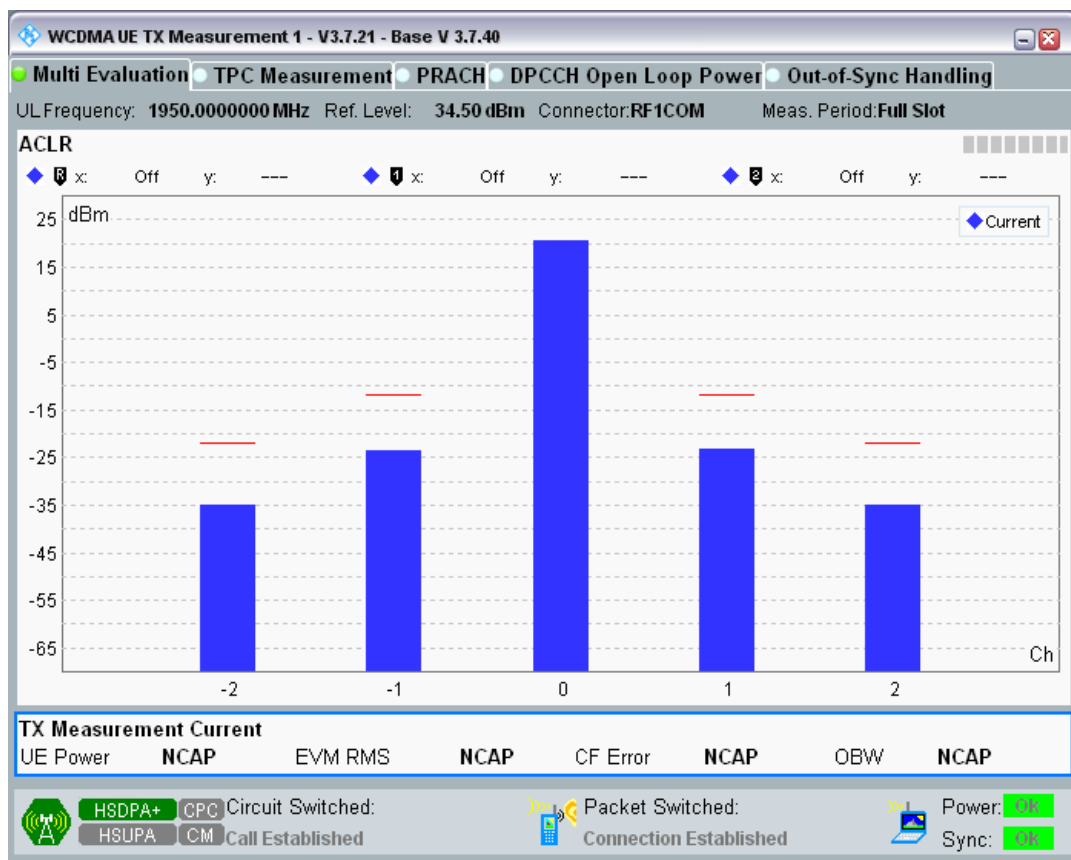 WCDMA UE TX Measurement 1 - V3.7.21 - Base V 3.7.40
Multi Evaluation TPC Measurement PRACH DPCCH Open Loop Power Out-of-Sync Handling
UL Frequency: 1950.0000000 MHz Ref. Level: 34.50 dBm Connector:RF1COM Meas. Period:Full Slot
ACLR
R x: Off y: --- 1 x: Off y: --- 2 x: Off y: ---
dBm
Current
25
15
5
-5
-15
-25
-35
-45
-55
-65
Ch
-2 -1 0 1 2
TX Measurement Current
UE Power NCAP EVM RMS NCAP CF Error NCAP OBW NCAP
HSDPA+ CPC Circuit Switched: Packet Switched: Power: OK
HSUPA CM Call Established Connection Established Sync: OK